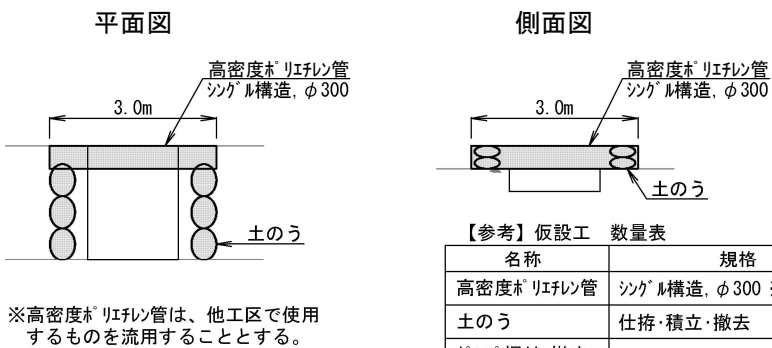 平面図
高密度ﾎﾟﾘｴﾁﾚﾝ管
ｼﾝｸﾞﾙ構造, φ300
3.0m
土のう
※高密度ﾎﾟﾘｴﾁﾚﾝ管は、他工区で使用
するものを流用することとする。
側面図
高密度ﾎﾟﾘｴﾁﾚﾝ管
ｼﾝｸﾞﾙ構造, φ300
3.0m
土のう
【参考】仮設工 数量表
名称 規格
高密度ﾎﾟﾘｴﾁﾚﾝ管 ｼﾝｸﾞﾙ構造, φ300
土のう 仕拵･積立･撤去